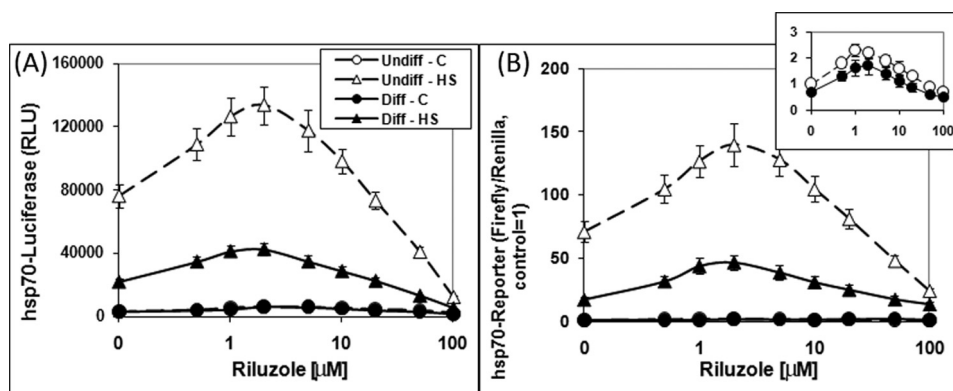 (A)
hsp70-Luciferase (RLU)
160000
120000
80000
40000
0
0 1 10 100
Riluzole [µM]
Undiff - C
Undiff - HS
Diff - C
Diff - HS
(B)
hsp70-Reporter (Firefly/Renilla,
control=1)
200
150
100
50
0
0 1 10 100
Riluzole [µM]
3
2
1
0
0 1 10 100